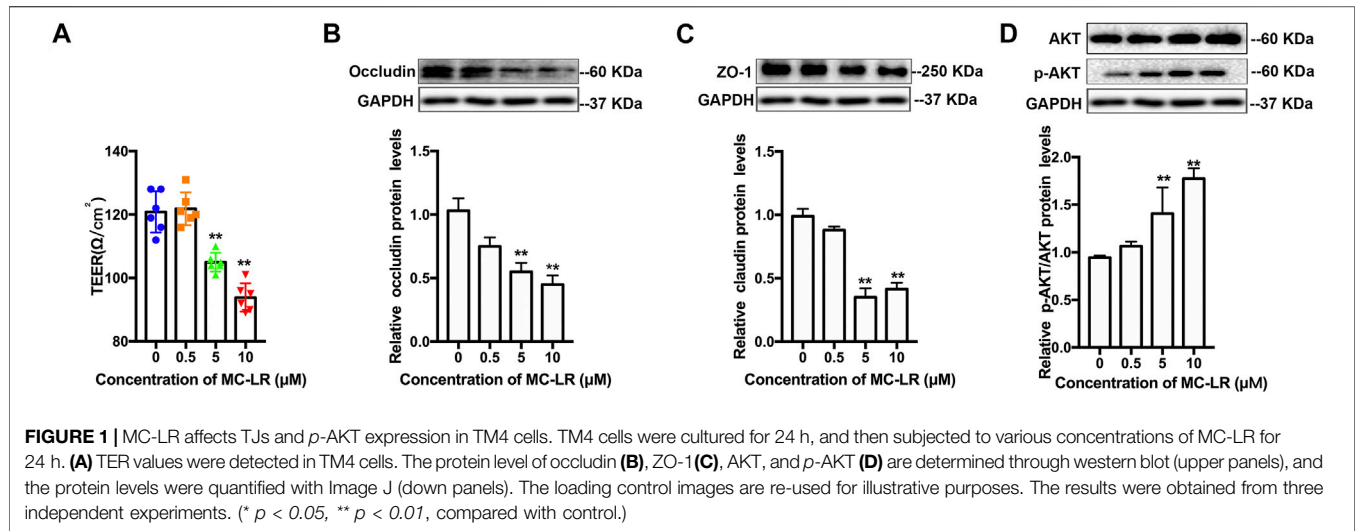 A
B
C
D
Occludin
--60 KDa
GAPDH
--37 KDa
ZO-1
--250 KDa
GAPDH
--37 KDa
AKT
--60 KDa
p-AKT
--60 KDa
GAPDH
--37 KDa
TEER(Ω/cm²)
140
120
100
80
**
**
0 0.5 5 10
Concentration of MC-LR (μM)
Relative occludin protein levels
1.5
1.0
0.5
0.0
**
**
0 0.5 5 10
Concentration of MC-LR (μM)
Relative claudin protein levels
1.5
1.0
0.5
0.0
**
**
0 0.5 5 10
Concentration of MC-LR (μM)
Relative p-AKT/AKT protein levels
2.0
1.5
1.0
0.5
0.0
**
**
0 0.5 5 10
Concentration of MC-LR (μM)
FIGURE 1 | MC-LR affects TJs and p-AKT expression in TM4 cells. TM4 cells were cultured for 24 h, and then subjected to various concentrations of MC-LR for
24 h. (A) TER values were detected in TM4 cells. The protein level of occludin (B), ZO-1(C), AKT, and p-AKT (D) are determined through western blot (upper panels), and
the protein levels were quantified with Image J (down panels). The loading control images are re-used for illustrative purposes. The results were obtained from three
independent experiments. (* p < 0.05, ** p < 0.01, compared with control.)